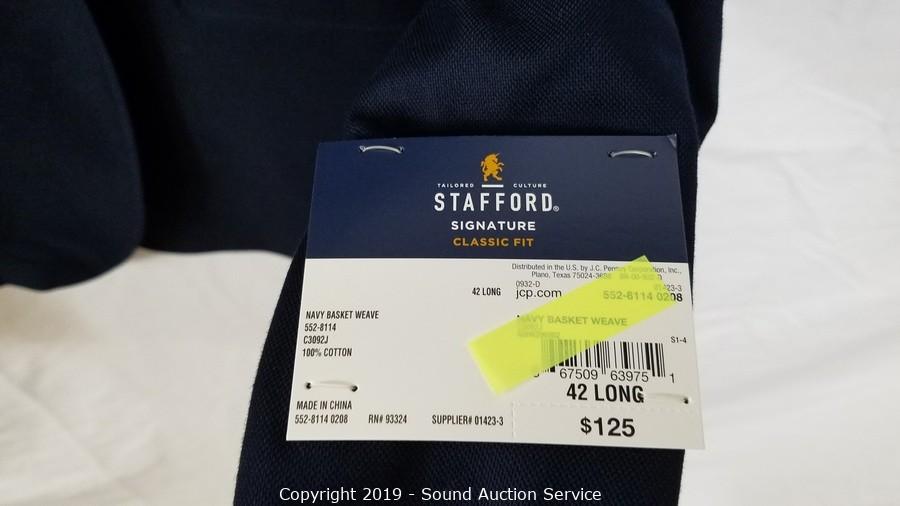 TAILORED CULTURE
STAFFORD®
SIGNATURE
CLASSIC FIT
Distributed in the U.S. by J.C. Penney Corporation, Inc.,
Plano, Texas 75024-3698
0932-D 01423-3
42 LONG jcp.com 552-8114 0208
NAVY BASKET WEAVE
552-8114
C3092J
100% COTTON
NAVY BASKET WEAVE
S1-4
67509 63975 1
42 LONG
$125
MADE IN CHINA
552-8114 0208 RN# 93324 SUPPLIER# 01423-3
Copyright 2019 - Sound Auction Service